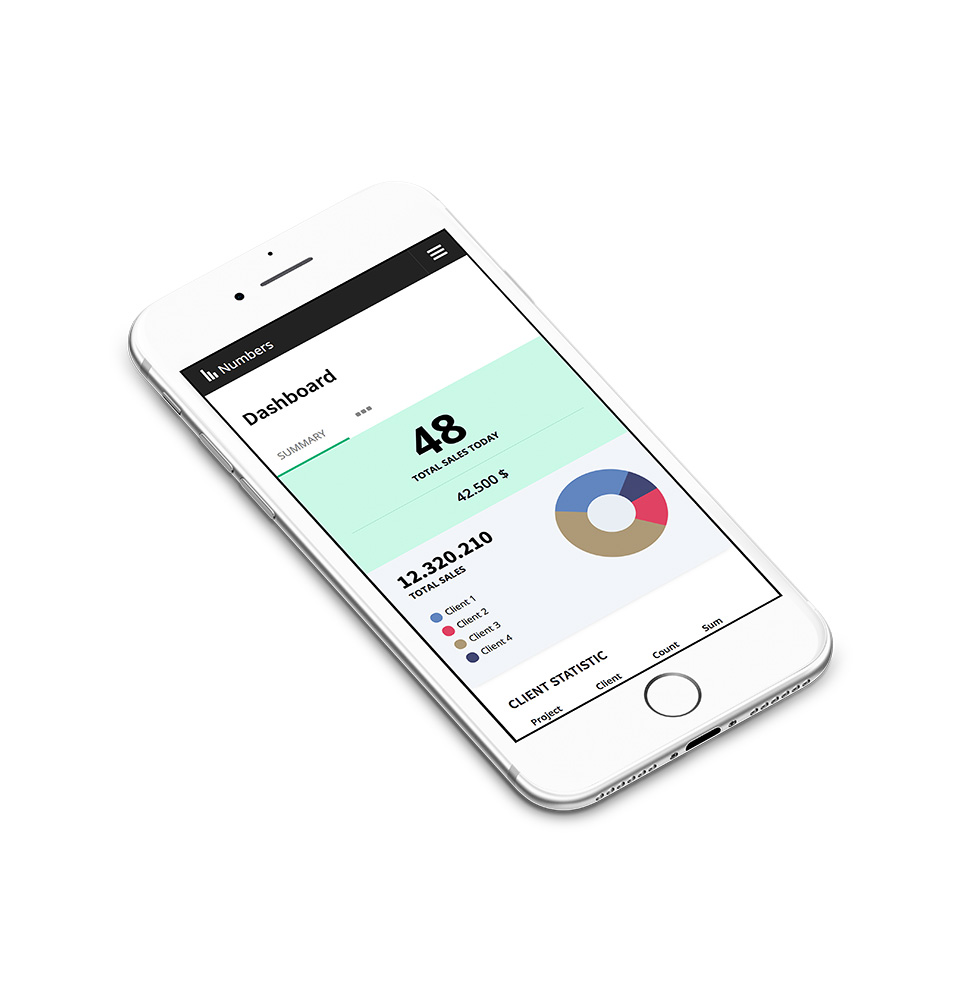 Numbers
Dashboard
SUMMARY
48
TOTAL SALES TODAY
42.500 $
12.320.210
TOTAL SALES
Client 1
Client 2
Client 3
Client 4
CLIENT STATISTIC
Project Client Count Sum